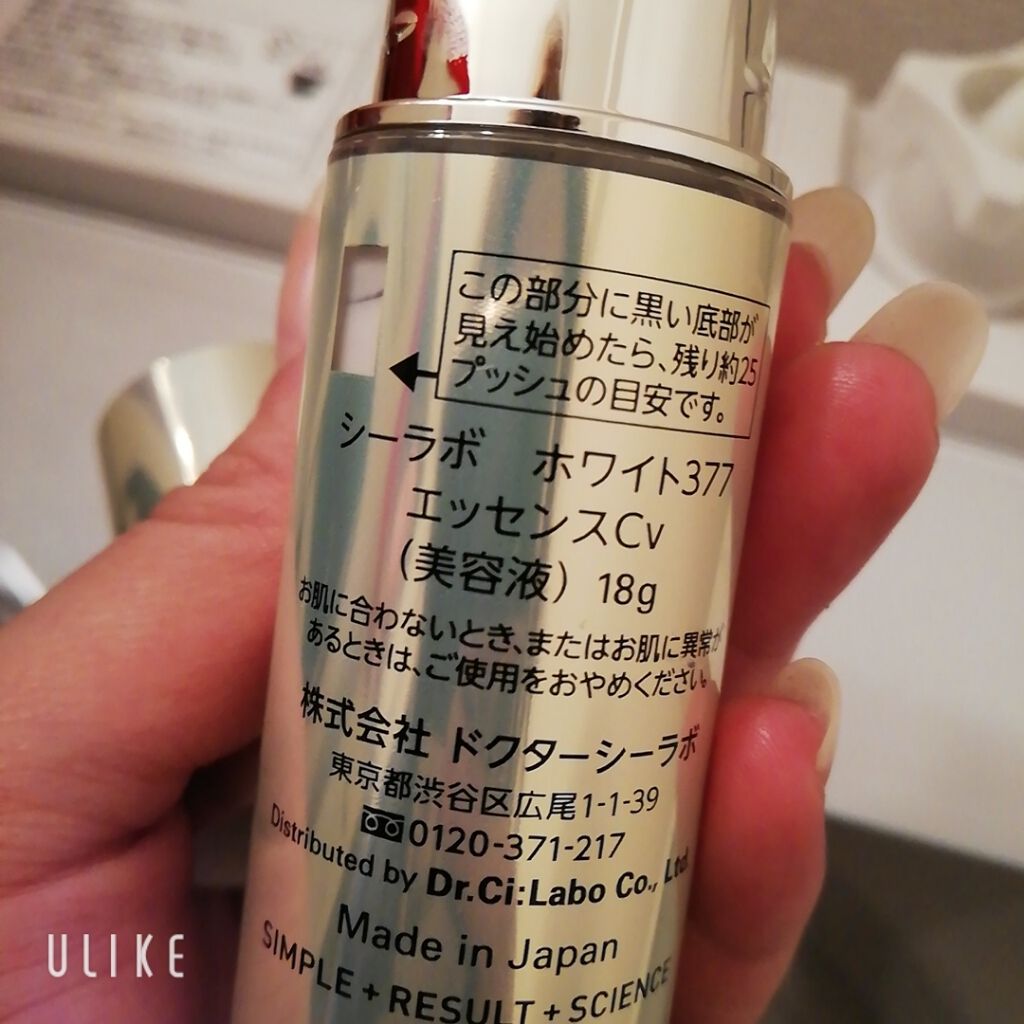 この部分に黒い底部が
見え始めたら、残り約25
プッシュの目安です。
シーラボ ホワイト377
エッセンスCv
(美容液) 18g
お肌に合わないとき、またはお肌に異常が
あるときは、ご使用をおやめください。
株式会社 ドクターシーラボ
東京都渋谷区広尾1-1-39
0120-371-217
Distributed by Dr.Ci:Labo Co., Ltd.
Made in Japan
SIMPLE + RESULT + SCIENCE
ULIKE